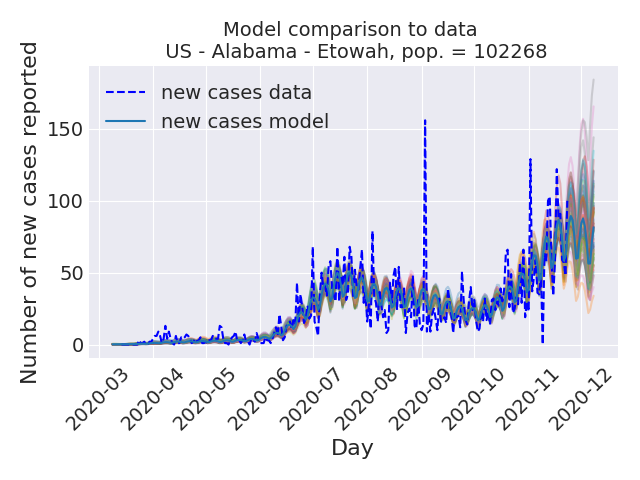 Model comparison to data
US - Alabama - Etowah, pop. = 102268
Number of new cases reported
new cases data
new cases model
150
100
50
0
2020-03
2020-04
2020-05
2020-06
2020-07
2020-08
2020-09
2020-10
2020-11
2020-12
Day